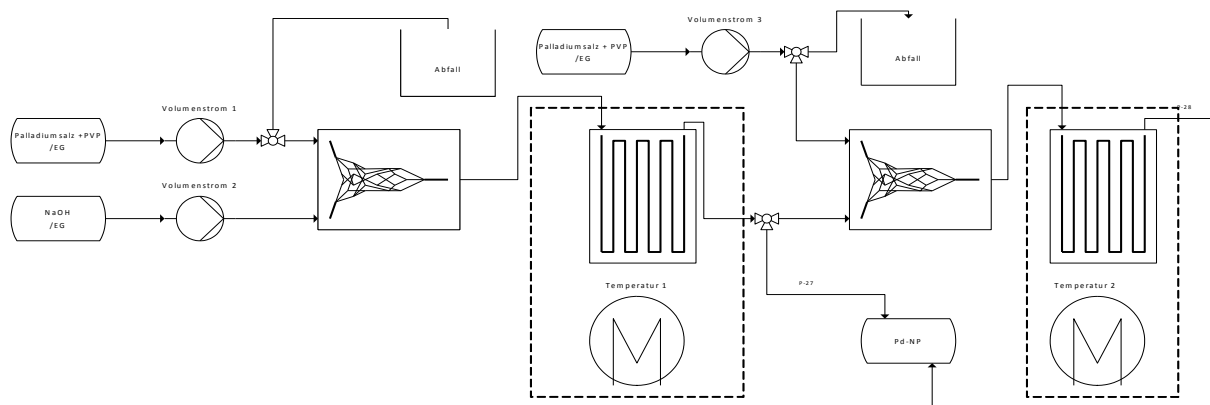 Volumenstrom 3
Palladiumsalz + PVP
/EG
Abfall
Abfall
Volumenstrom 1
Palladiumsalz +PVP
/EG
P-28
Volumenstrom 2
NaOH
/EG
Temperatur 1
P-27
Temperatur 2
Pd-NP